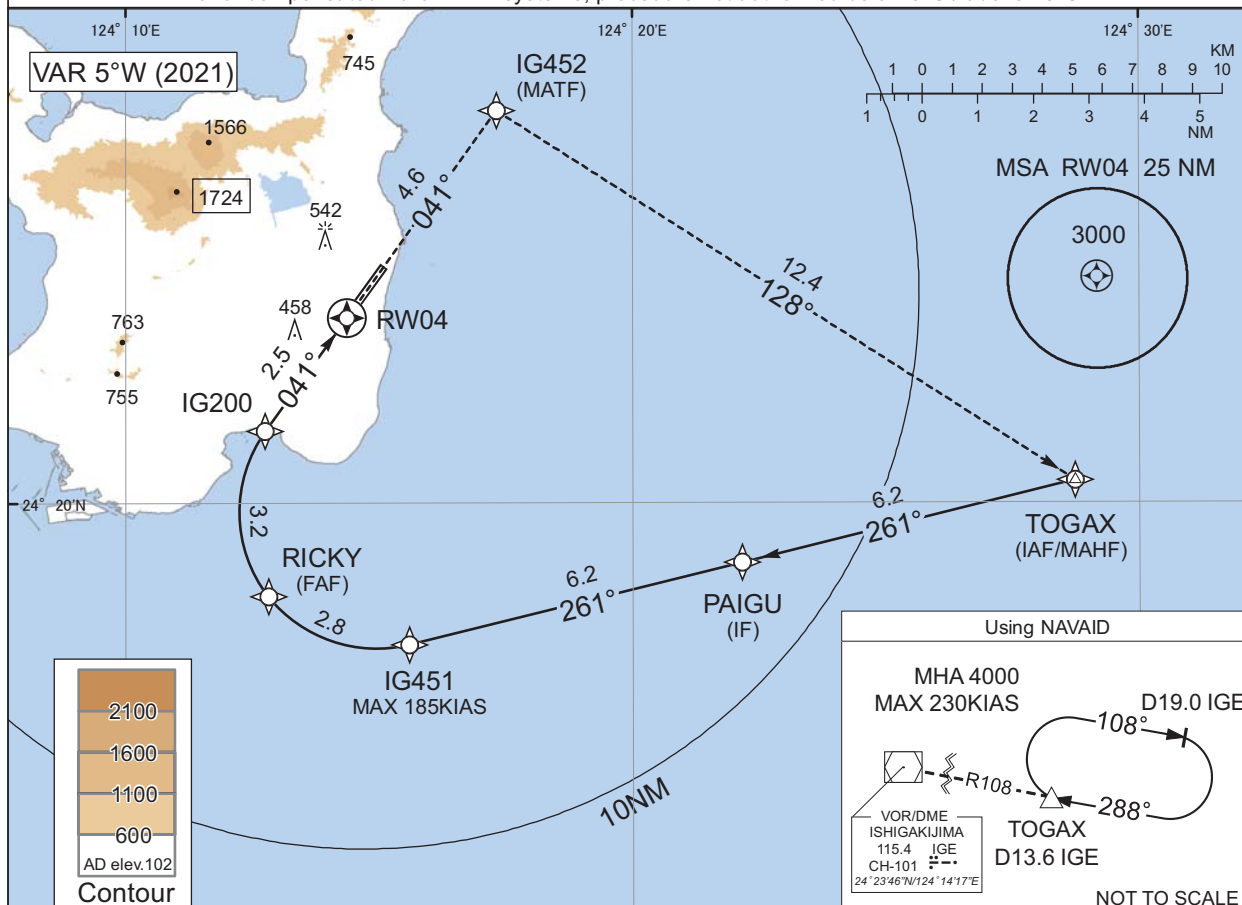 124° 10'E
124° 20'E
124° 30'E
VAR 5°W (2021)
745
IG452
(MATF)
KM
1 0 1 2 3 4 5 6 7 8 9 10
1 0 1 2 3 4 5
NM
1566
1724
542
4.6
041°
MSA RW04 25 NM
3000
12.4
128°
458
RW04
763
755
2.5
041°
IG200
24° 20'N
3.2
RICKY
(FAF)
2.8
6.2
261°
TOGAX
(IAF/MAHF)
6.2
261°
PAIGU
(IF)
IG451
MAX 185KIAS
10NM
2100
1600
1100
600
AD elev.102
Contour
Using NAVAID
MHA 4000
MAX 230KIAS
D19.0 IGE
108°
R108
288°
TOGAX
D13.6 IGE
VOR/DME
ISHIGAKIJIMA
115.4 IGE
CH-101
24°23'46"N/124°14'17"E
NOT TO SCALE